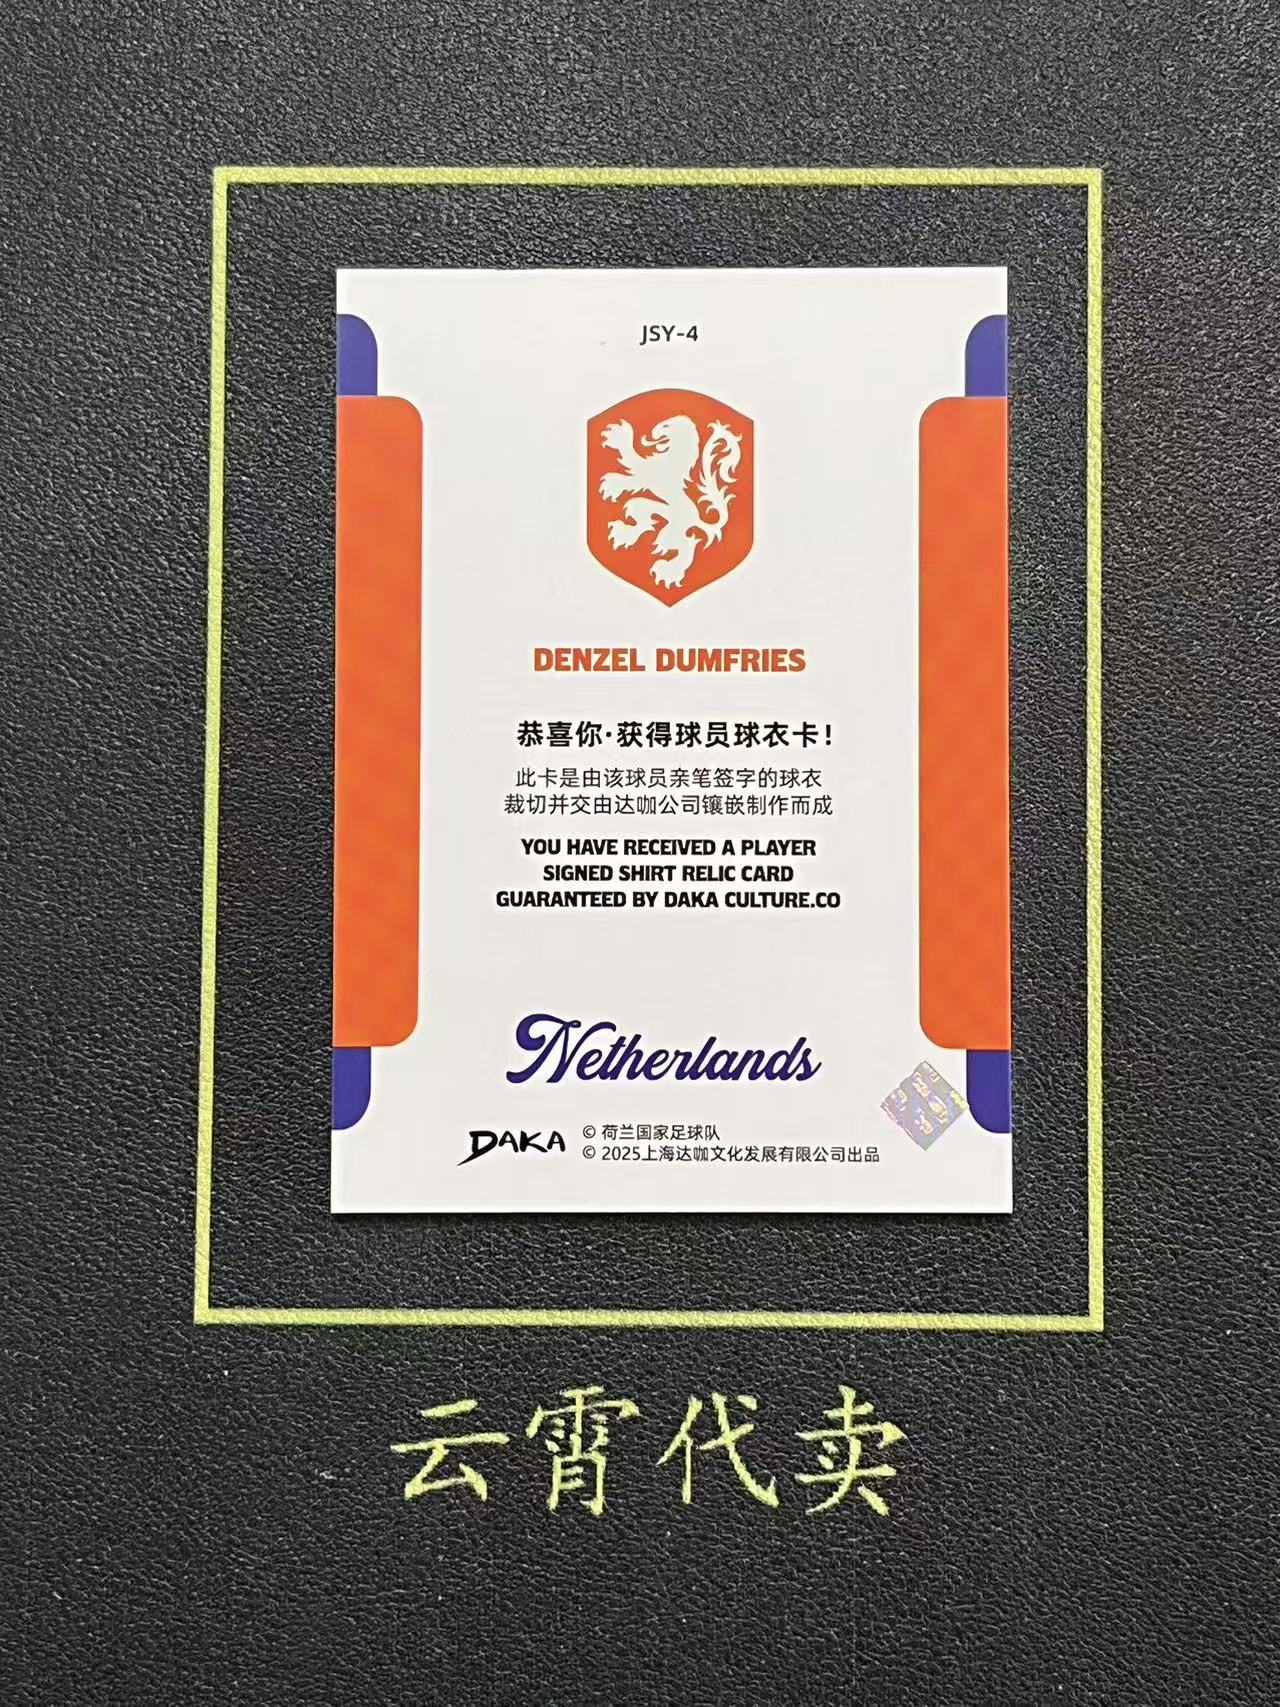 JSY-4
DENZEL DUMFRIES
恭喜你·获得球员球衣卡!
此卡是由该球员亲笔签字的球衣
裁切并交由达咖公司镶嵌制作而成
YOU HAVE RECEIVED A PLAYER
SIGNED SHIRT RELIC CARD
GUARANTEED BY DAKA CULTURE.CO
Netherlands
DAKA
© 荷兰国家足球队
© 2025上海达咖文化发展有限公司出品
云霄代卖